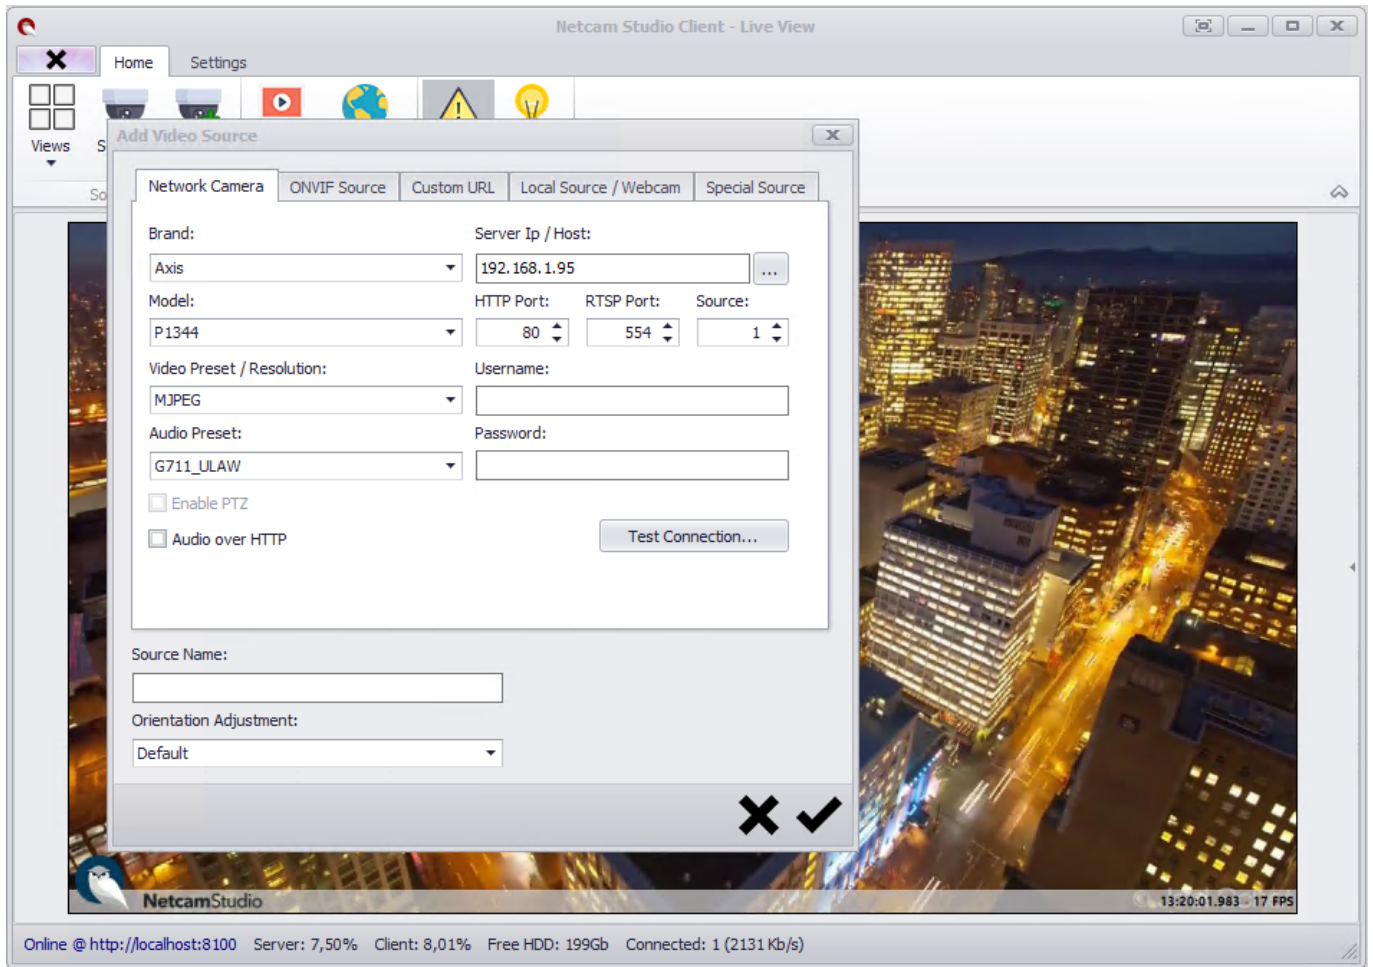 Netcam Studio Client - Live View
Home Settings
Views
S
So
Add Video Source
Network Camera ONVIF Source Custom URL Local Source / Webcam Special Source
Brand: Server Ip / Host:
Axis 192.168.1.95 ...
Model: HTTP Port: RTSP Port: Source:
P1344 80 554 1
Video Preset / Resolution: Username:
MJPEG
Audio Preset: Password:
G711_ULAW
Enable PTZ
Audio over HTTP Test Connection...
Source Name:
Orientation Adjustment:
Default
NetcamStudio 13:20:01.983 - 17 FPS
Online @ http://localhost:8100 Server: 7,50% Client: 8,01% Free HDD: 199Gb Connected: 1 (2131 Kb/s)